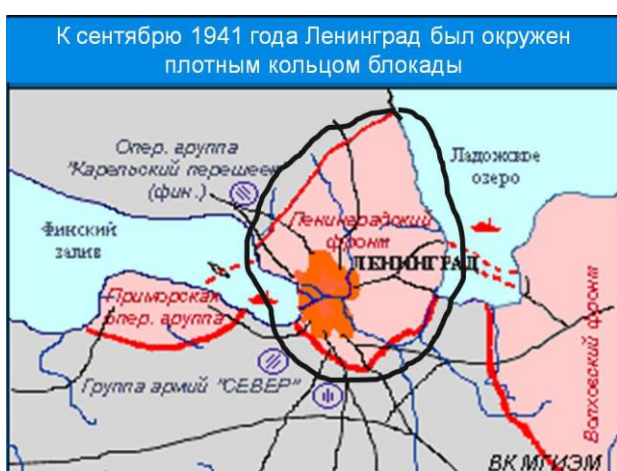 К сентябрю 1941 года Ленинград был окружен
плотным кольцом блокады
Опер. группа
"Карельский перешеек"
(фин.)
Ладожское
озеро
Финский
залив
Ленинградский
фронт
ЛЕНИНГРАД
Приморская
опер. группа
Волховский фронт
Группа армий "СЕВЕР"
ВК МГИЭМ